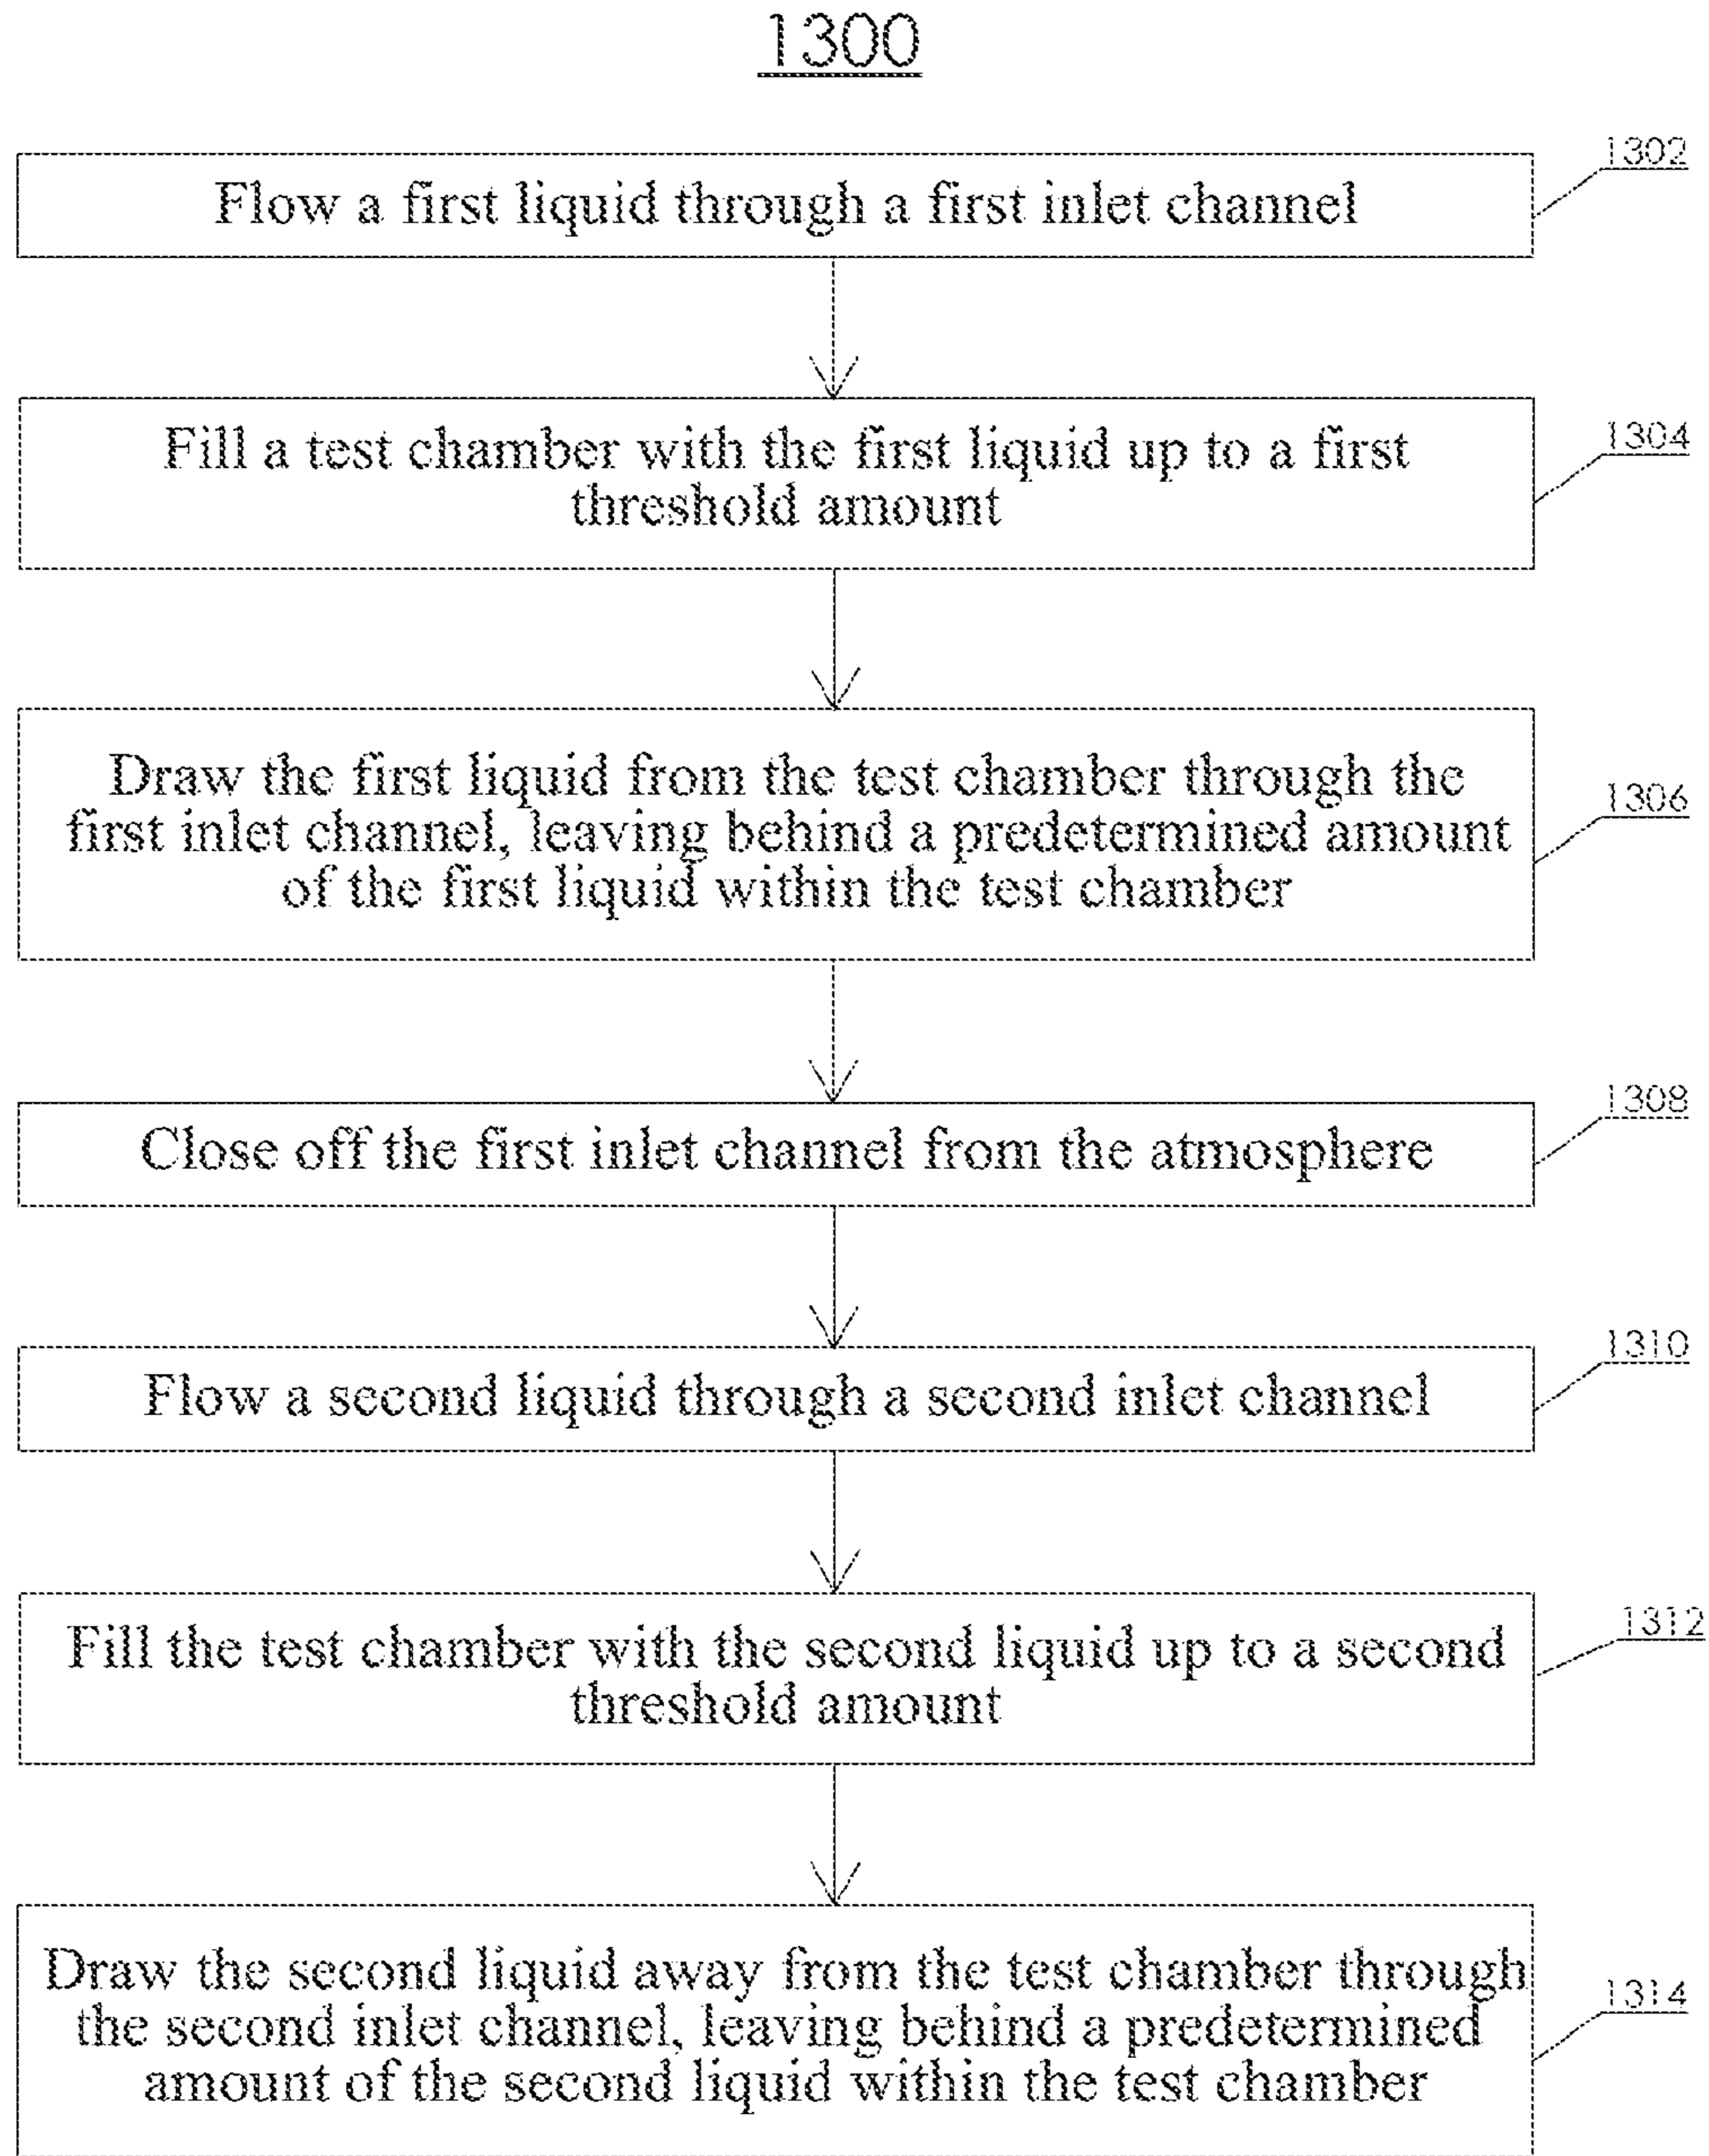 1300
1302
Flow a first liquid through a first inlet channel
1304
Fill a test chamber with the first liquid up to a first
threshold amount
1306
Draw the first liquid from the test chamber through the
first inlet channel, leaving behind a predetermined amount
of the first liquid within the test chamber
1308
Close off the first inlet channel from the atmosphere
1310
Flow a second liquid through a second inlet channel
1312
Fill the test chamber with the second liquid up to a second
threshold amount
1314
Draw the second liquid away from the test chamber through
the second inlet channel, leaving behind a predetermined
amount of the second liquid within the test chamber